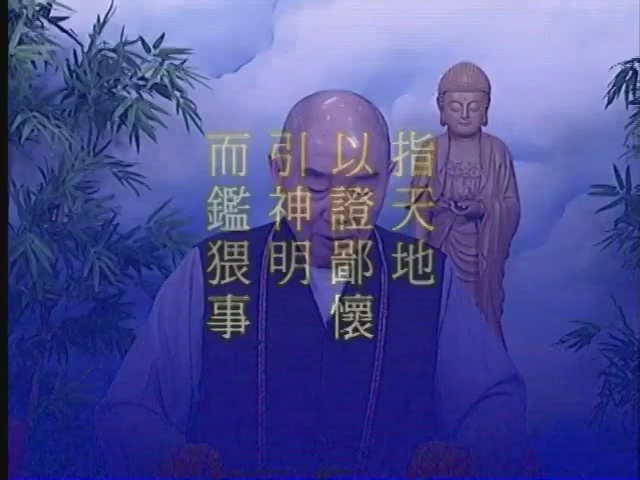 指天地
以證鄙懷
引神明
而鑑猥事